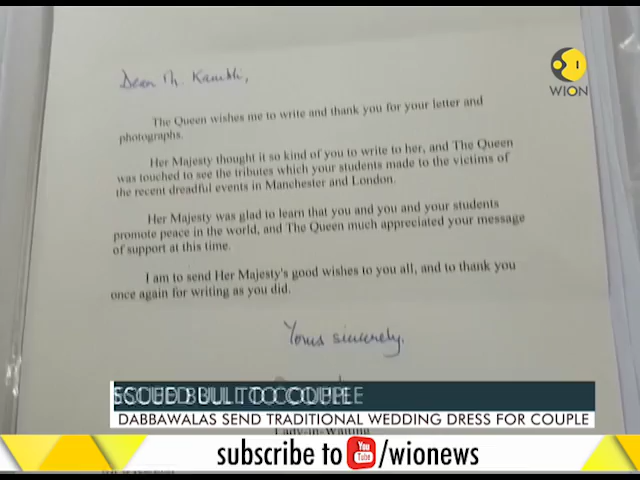 Dear Mr. Kambli,
The Queen wishes me to write and thank you for your letter and
photographs.
Her Majesty thought it so kind of you to write to her, and The Queen
was touched to see the tributes which your students made to the victims of
the recent dreadful events in Manchester and London.
Her Majesty was glad to learn that you and you and your students
promote peace in the world, and The Queen much appreciated your message
of support at this time.
I am to send Her Majesty's good wishes to you all, and to thank you
once again for writing as you did.
Yours sincerely,
WION
DABBAWALAS SEND TRADITIONAL WEDDING DRESS FOR COUPLE
Lady-in-Waiting
subscribe to You Tube /wionews